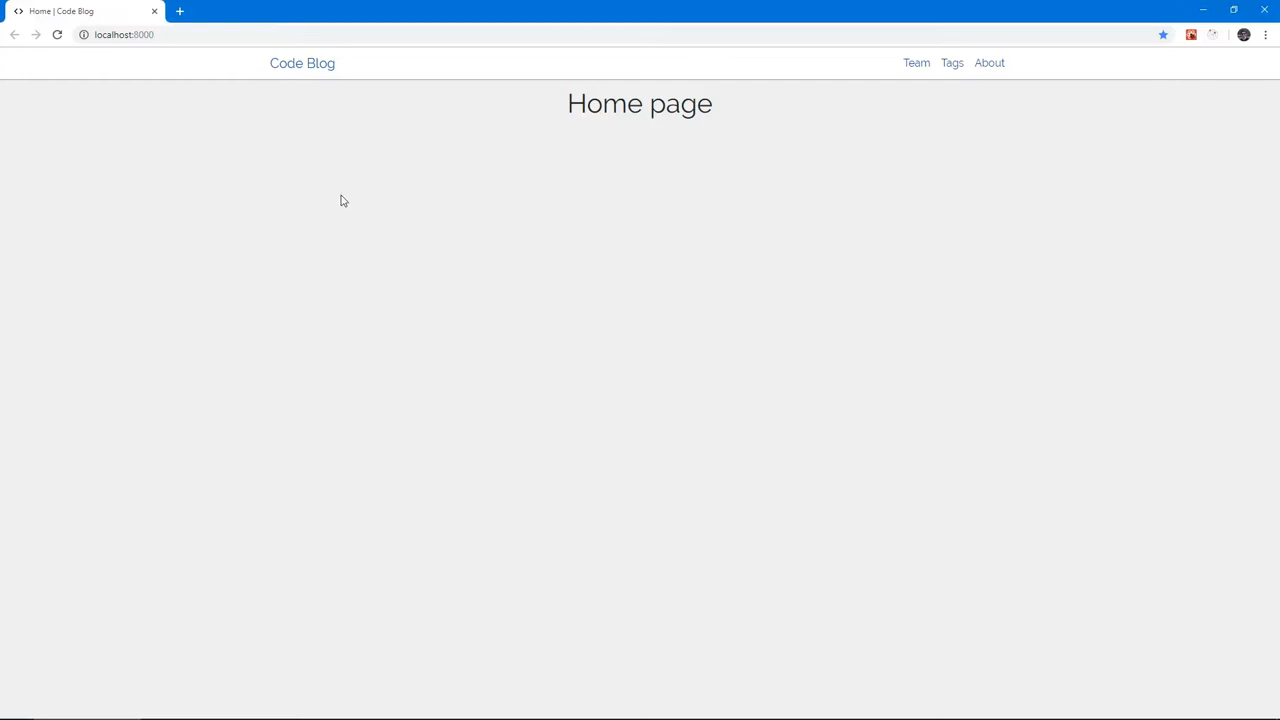 Home | Code Blog
localhost:8000
Code Blog
Team Tags About
Home page